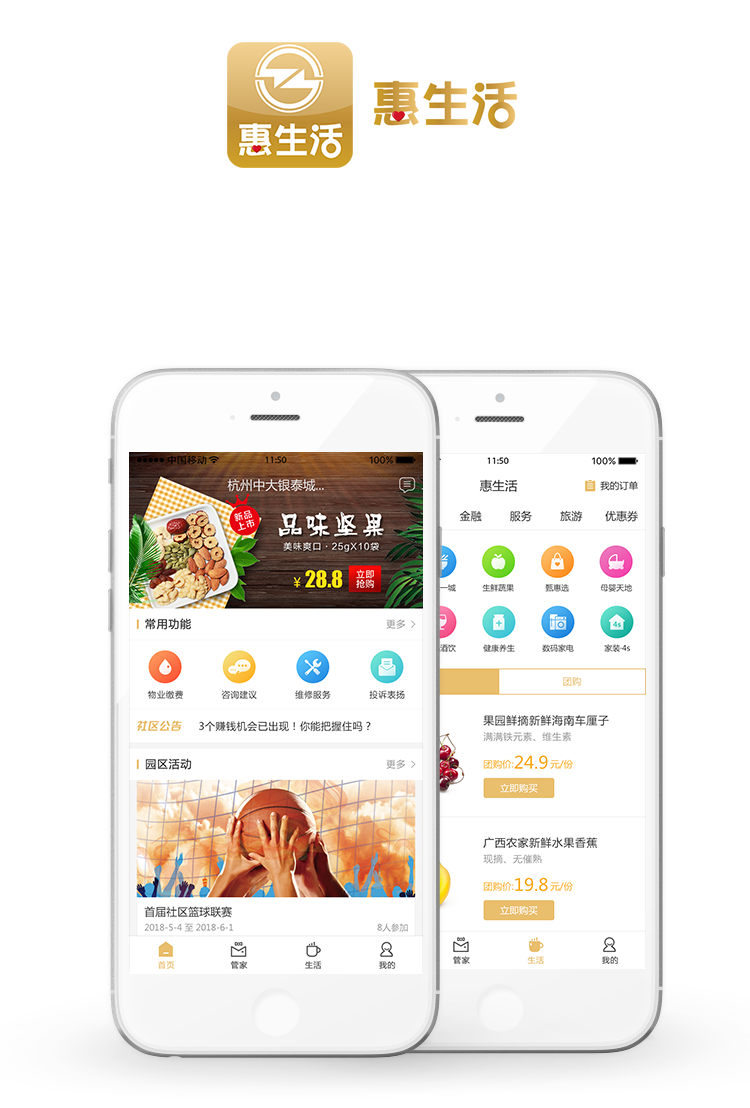 惠生活
惠生活
中国移动
11:50
100%
杭州中大银泰城...
新品
上市
品味坚果
美味爽口·25gX10袋
¥ 28.8
立即
抢购
常用功能
更多
物业缴费
咨询建议
维修服务
投诉表扬
社区公告
3个赚钱机会已出现！你能把握住吗？
园区活动
更多
首届社区篮球联赛
2018-5-4 至 2018-6-1
8人参加
首页
管家
生活
我的
11:50
100%
惠生活
我的订单
金融
服务
旅游
优惠券
一城
生鲜蔬果
甄惠选
母婴天地
酒饮
健康养生
数码家电
家装-4s
4s
团购
果园鲜摘新鲜海南车厘子
满满铁元素、维生素
团购价:24.9元/份
立即购买
广西农家新鲜水果香蕉
现摘、无催熟
团购价:19.8元/份
立即购买
管家
生活
我的